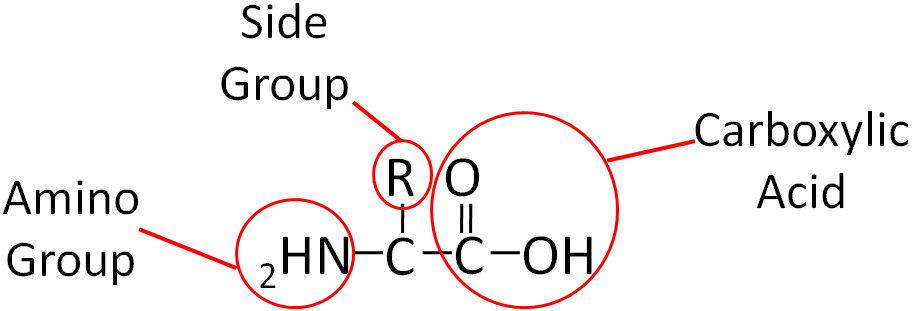 Side
Group
Carboxylic
Acid
R O
Amino
Group
₂HN C C OH